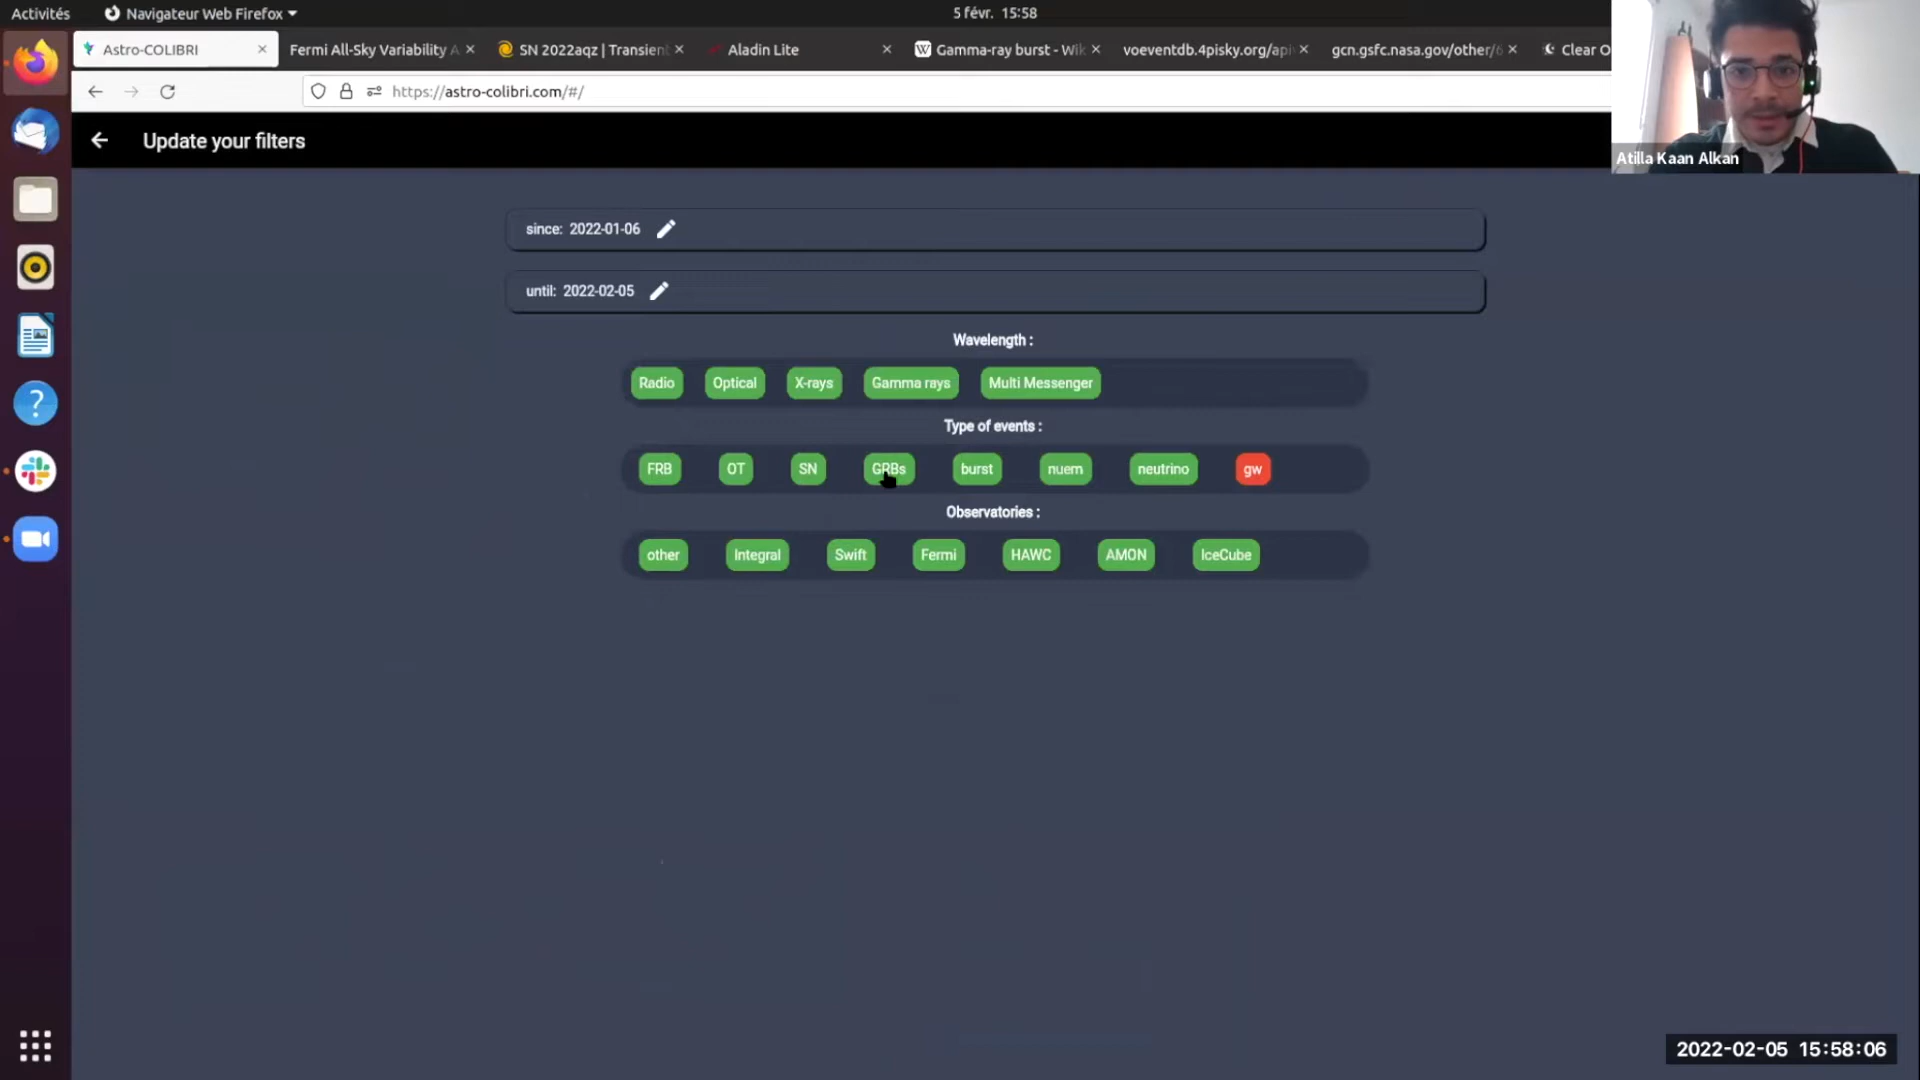 Activités
Navigateur Web Firefox
5 févr. 15:58
Astro-COLIBRI
Fermi All-Sky Variability A
SN 2022aqz | Transient
Aladin Lite
W Gamma-ray burst - Wik
voeventdb.4pisky.org/api
gcn.gsfc.nasa.gov/other/6
Clear O
https://astro-colibri.com/#/
Atilla Kaan Alkan
Update your filters
since: 2022-01-06
until: 2022-02-05
Wavelength :
Radio Optical X-rays Gamma rays Multi Messenger
Type of events :
FRB OT SN GRBs burst nuem neutrino gw
Observatories :
other Integral Swift Fermi HAWC AMON IceCube
2022-02-05 15:58:06